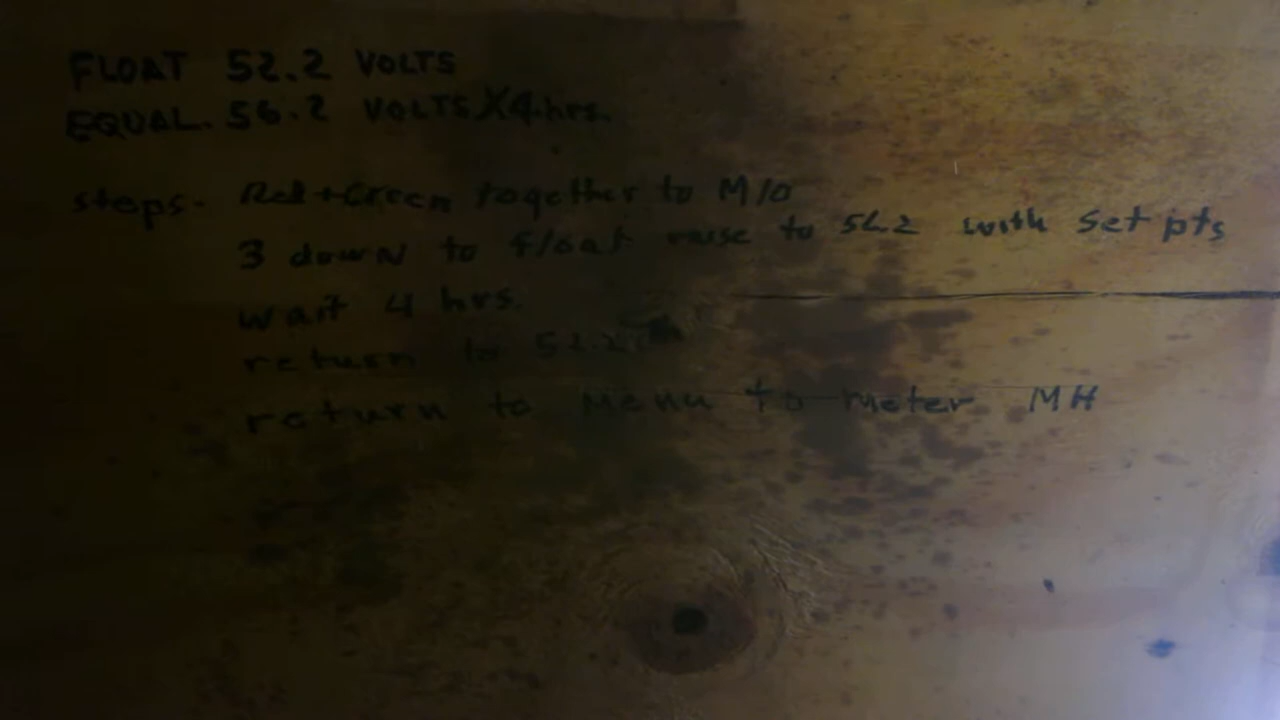 FLOAT 52.2 VOLTS
EQUAL. 56.2 VOLTS X4.hrs.
steps. Red + Green together to M/O
3 down to float raise to 56.2 with set pts
wait 4 hrs.
return to 52.2
return to menu to meter MH